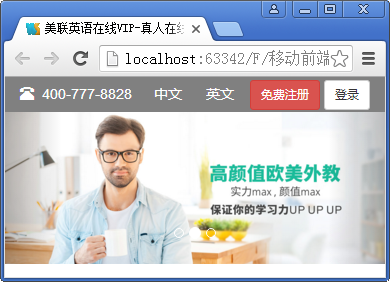 美联英语在线VIP-真人在线
localhost:63342/F/移动前端
400-777-8828 中文 英文 免费注册 登录
高颜值欧美外教
实力max , 颜值max
保证你的学习力UP UP UP